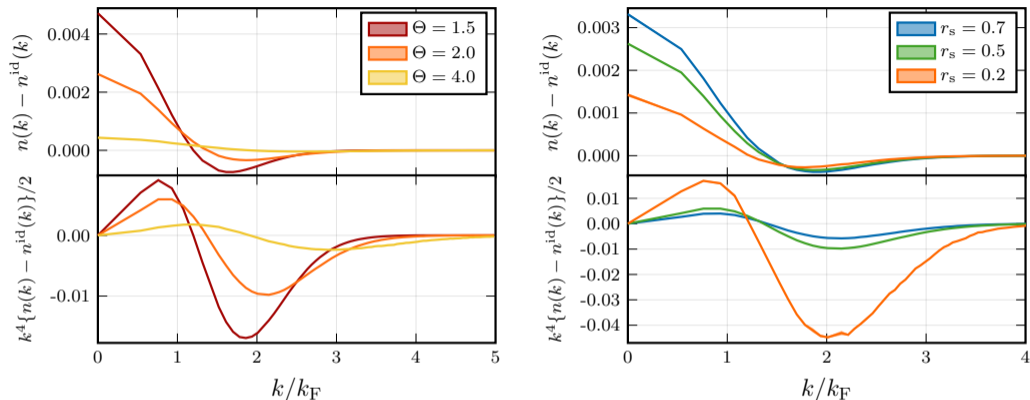 n(k) − n^id(k)
0.004
0.002
0.000
Θ = 1.5
Θ = 2.0
Θ = 4.0
k⁴{n(k) − n^id(k)}/2
0.00
-0.01
0 1 2 3 4 5
k/k_F
n(k) − n^id(k)
0.003
0.002
0.001
0.000
r_s = 0.7
r_s = 0.5
r_s = 0.2
k⁴{n(k) − n^id(k)}/2
0.01
0.00
-0.01
-0.02
-0.03
-0.04
0 1 2 3 4
k/k_F